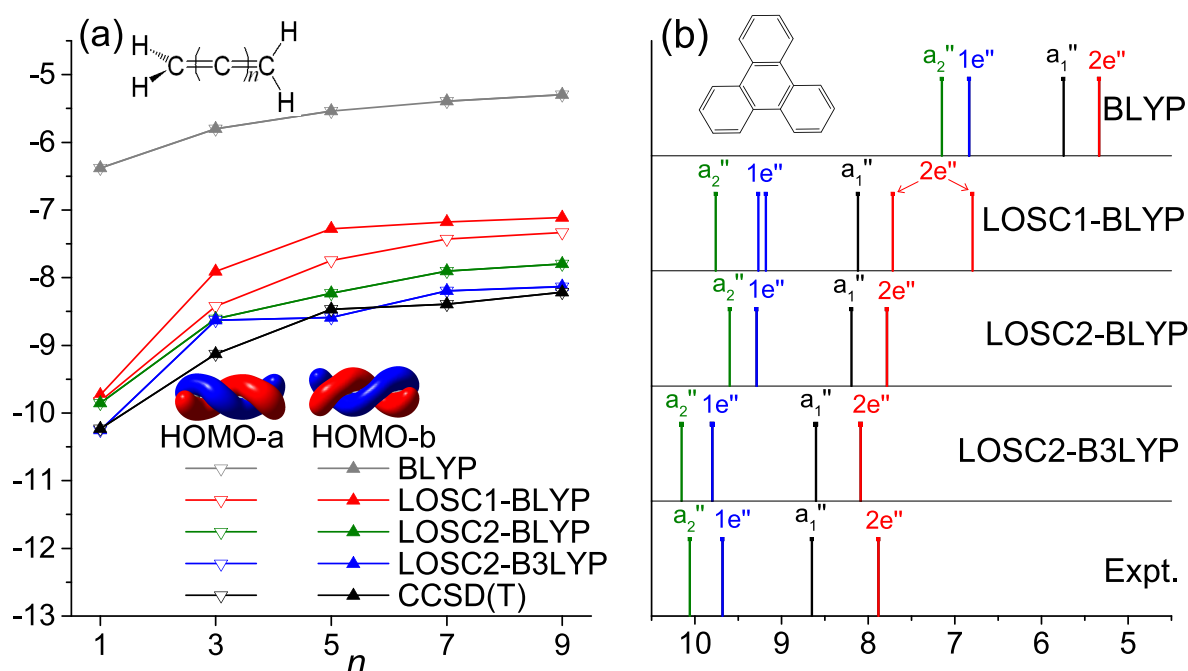 (a)
H
H
H
H
C
C
C
n
-5
-6
-7
-8
-9
-10
-11
-12
-13
HOMO-a HOMO-b
BLYP
LOSC1-BLYP
LOSC2-BLYP
LOSC2-B3LYP
CCSD(T)
1 3 5 7 9
n
(b)
a₂'' 1e'' a₁'' 2e''
BLYP
a₂'' 1e'' a₁'' 2e''
LOSC1-BLYP
a₂'' 1e'' a₁'' 2e''
LOSC2-BLYP
a₂'' 1e'' a₁'' 2e''
LOSC2-B3LYP
a₂'' 1e'' a₁'' 2e''
Expt.
10 9 8 7 6 5